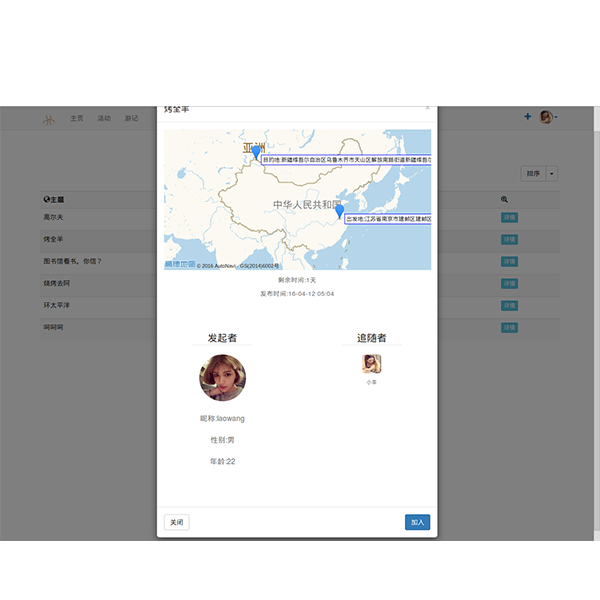 烤全羊
×
主页 活动 游记
排序
亚洲
目的地:新疆维吾尔自治区乌鲁木齐市天山区解放南路街道新疆维吾尔
中华人民共和国
出发地:江苏省南京市建邺区建邺区
高德地图 © 2016 AutoNavi - GS(2014)6002号
主题
高尔夫 详情
烤全羊 详情
图书馆看书，你信？ 详情
烧烤去阿 详情
环太平洋 详情
呵呵呵 详情
剩余时间:1天
发布时间:16-04-12 05:04
发起者
追随者
小李
昵称:laowang
性别:男
年龄:22
关闭
加入